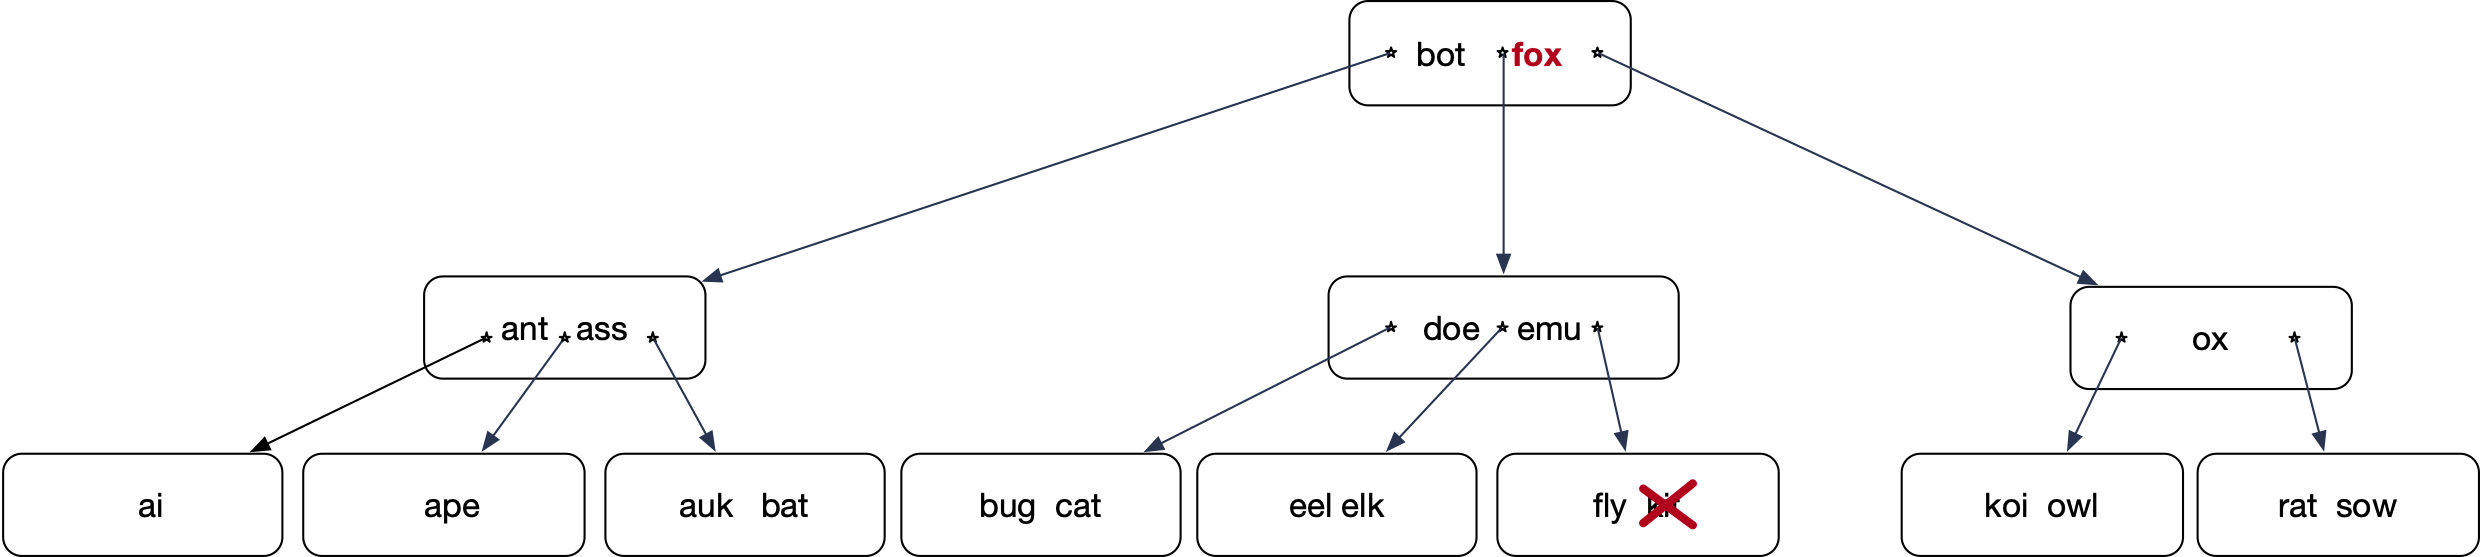 bot fox
ant ass
doe emu
ox
ai
ape
auk bat
bug cat
eel elk
fly
koi owl
rat sow